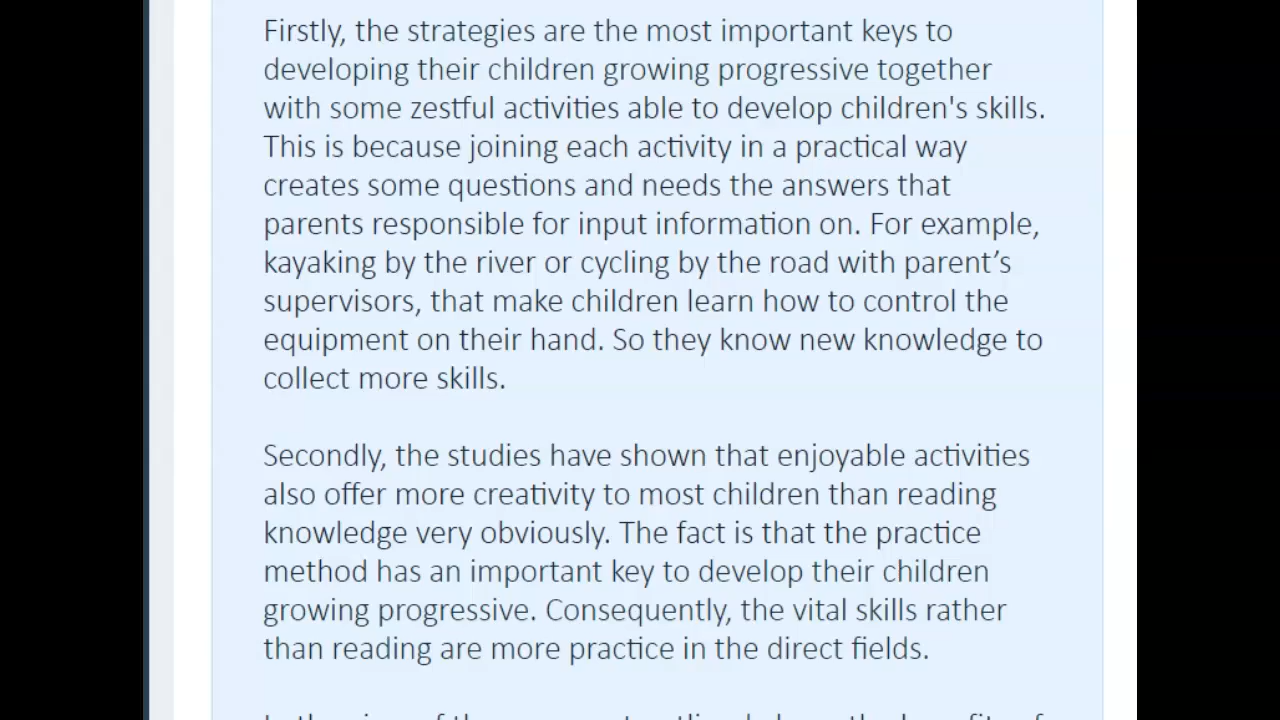 Firstly, the strategies are the most important keys to
developing their children growing progressive together
with some zestful activities able to develop children's skills.
This is because joining each activity in a practical way
creates some questions and needs the answers that
parents responsible for input information on. For example,
kayaking by the river or cycling by the road with parent’s
supervisors, that make children learn how to control the
equipment on their hand. So they know new knowledge to
collect more skills.
Secondly, the studies have shown that enjoyable activities
also offer more creativity to most children than reading
knowledge very obviously. The fact is that the practice
method has an important key to develop their children
growing progressive. Consequently, the vital skills rather
than reading are more practice in the direct fields.